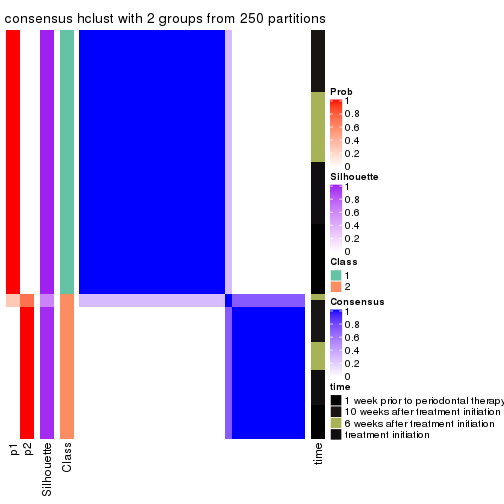 consensus hclust with 2 groups from 250 partitions
Prob
1
0.8
0.6
0.4
0.2
0
Silhouette
1
0.8
0.6
0.4
0.2
0
Class
1
2
Consensus
1
0.8
0.6
0.4
0.2
0
time
1 week prior to periodontal therapy
10 weeks after treatment initiation
6 weeks after treatment initiation
treatment initiation
p1
p2
Silhouette
Class
time